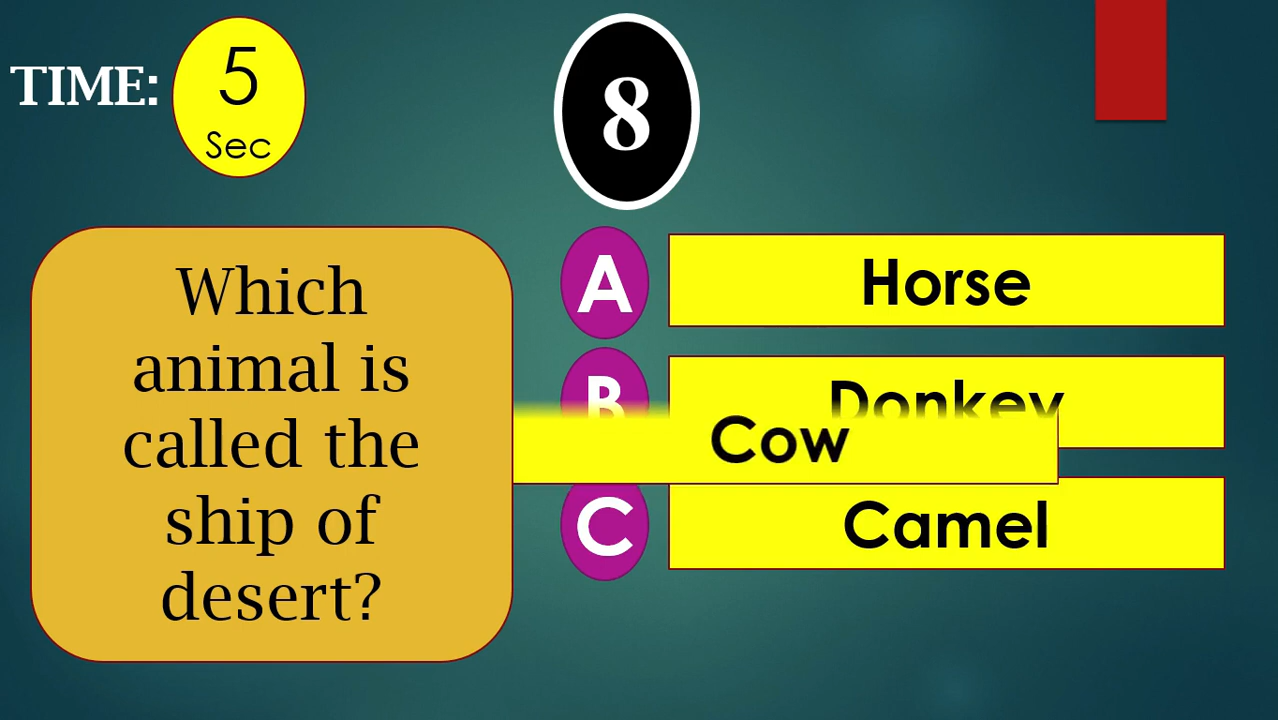 TIME:
5
Sec
8
Which
animal is
called the
ship of
desert?
A
Horse
B
Donkey
Cow
C
Camel